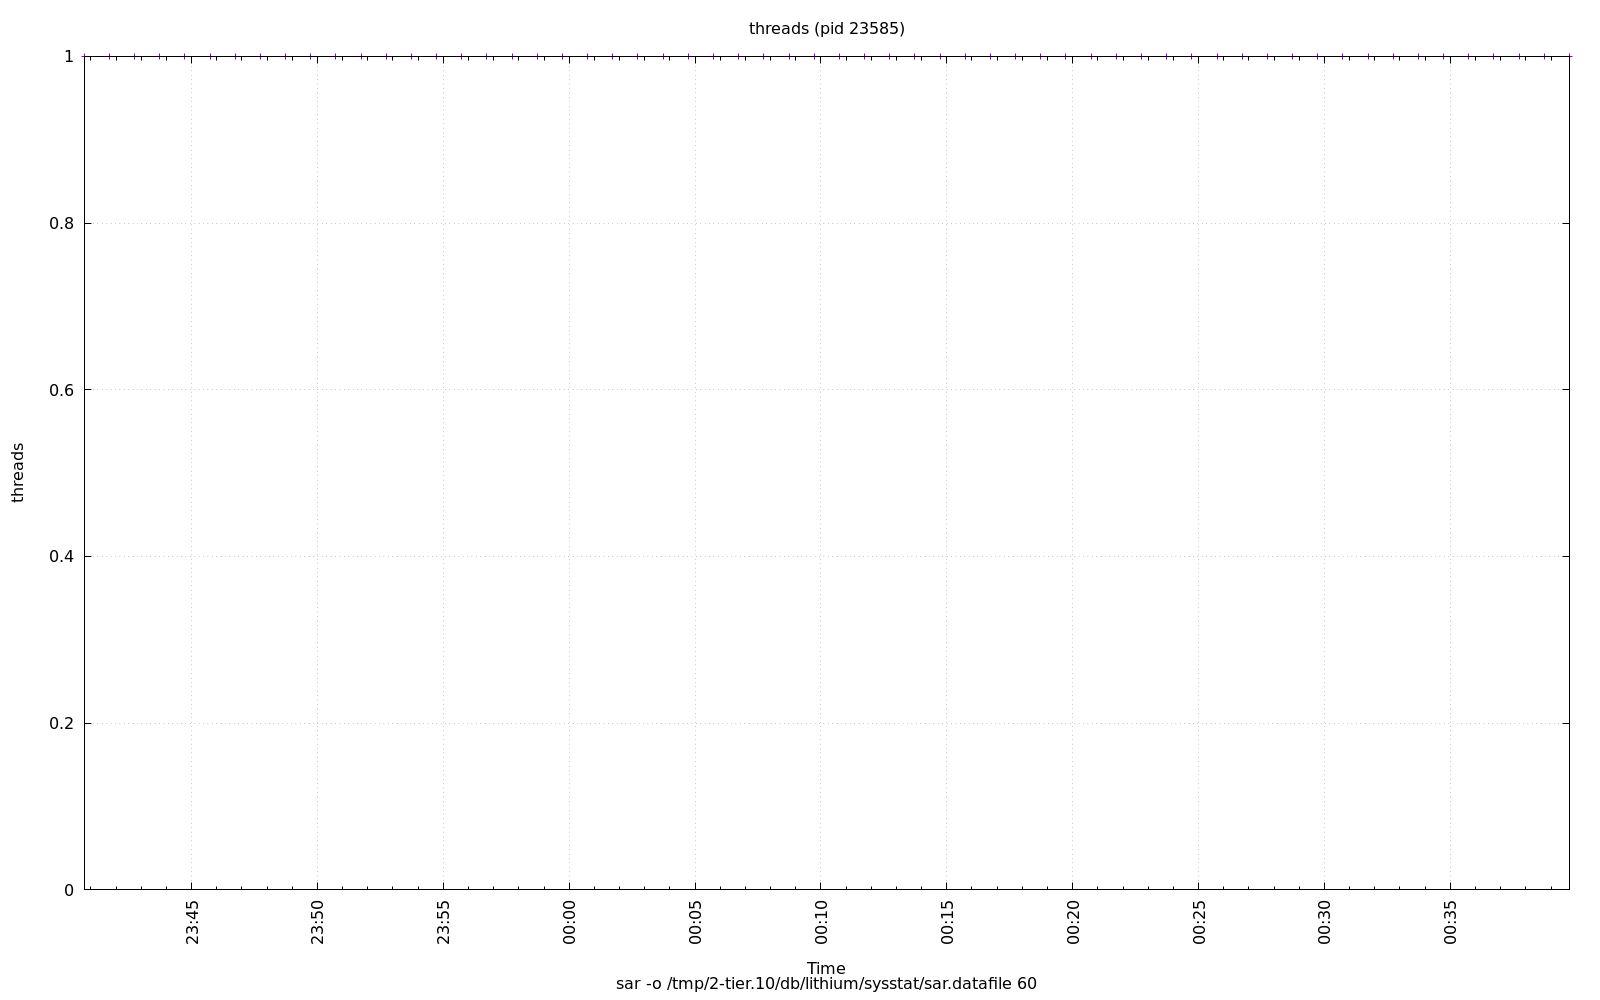 threads (pid 23585)
1
0.8
0.6
0.4
0.2
0
threads
23:45 23:50 23:55 00:00 00:05 00:10 00:15 00:20 00:25 00:30 00:35
Time
sar -o /tmp/2-tier.10/db/lithium/sysstat/sar.datafile 60